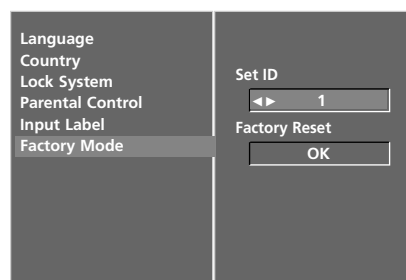 Language
Country
Lock System
Parental Control
Input Label
Factory Mode
Set ID
◄► 1
Factory Reset
OK